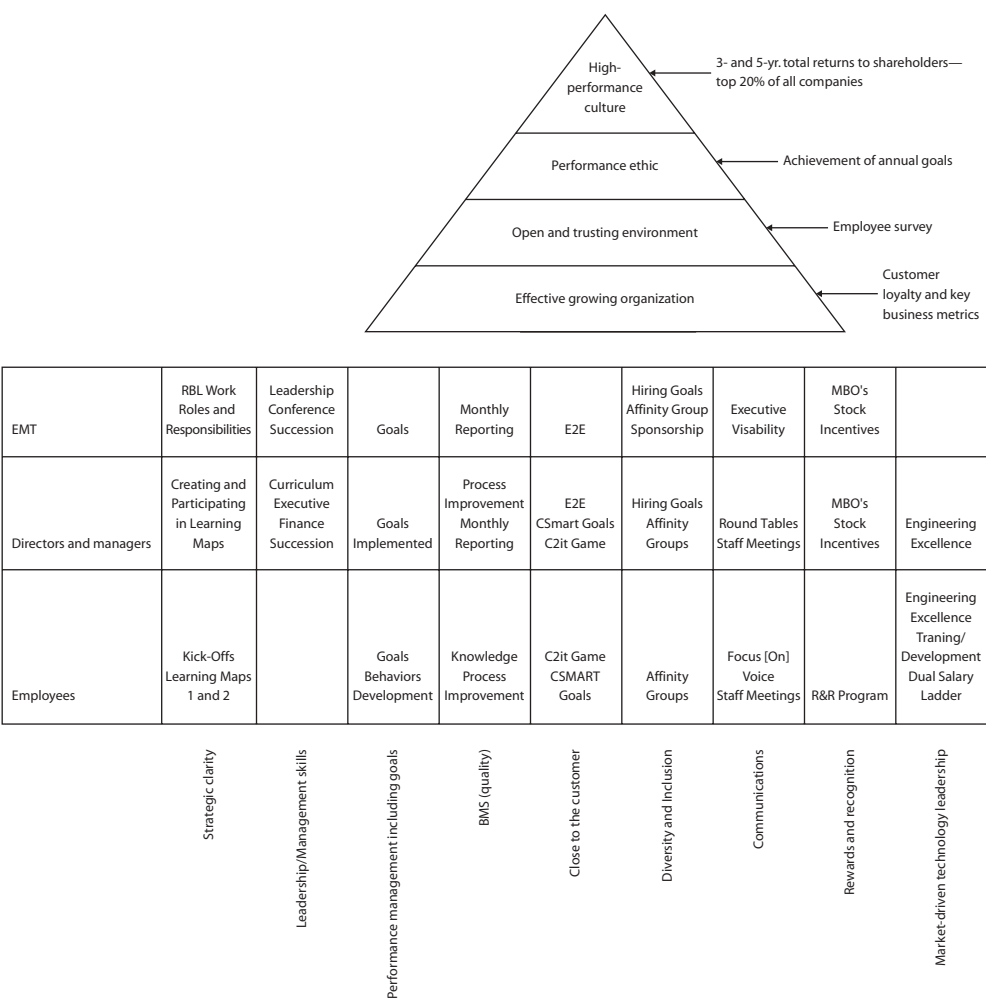 High-
performance
culture
3- and 5-yr. total returns to shareholders—
top 20% of all companies
Performance ethic
Achievement of annual goals
Open and trusting environment
Employee survey
Effective growing organization
Customer
loyalty and key
business metrics
EMT
RBL Work
Roles and
Responsibilities
Leadership
Conference
Succession
Goals
Monthly
Reporting
E2E
Hiring Goals
Affinity Group
Sponsorship
Executive
Visability
MBO's
Stock
Incentives
Directors and managers
Creating and
Participating
in Learning
Maps
Curriculum
Executive
Finance
Succession
Goals
Implemented
Process
Improvement
Monthly
Reporting
E2E
CSmart Goals
C2it Game
Hiring Goals
Affinity
Groups
Round Tables
Staff Meetings
MBO's
Stock
Incentives
Engineering
Excellence
Employees
Kick-Offs
Learning Maps
1 and 2
Goals
Behaviors
Development
Knowledge
Process
Improvement
C2it Game
CSMART
Goals
Affinity
Groups
Focus [On]
Voice
Staff Meetings
R&R Program
Engineering
Excellence
Traning/
Development
Dual Salary
Ladder
Strategic clarity
Leadership/Management skills
Performance management including goals
BMS (quality)
Close to the customer
Diversity and Inclusion
Communications
Rewards and recognition
Market-driven technology leadership